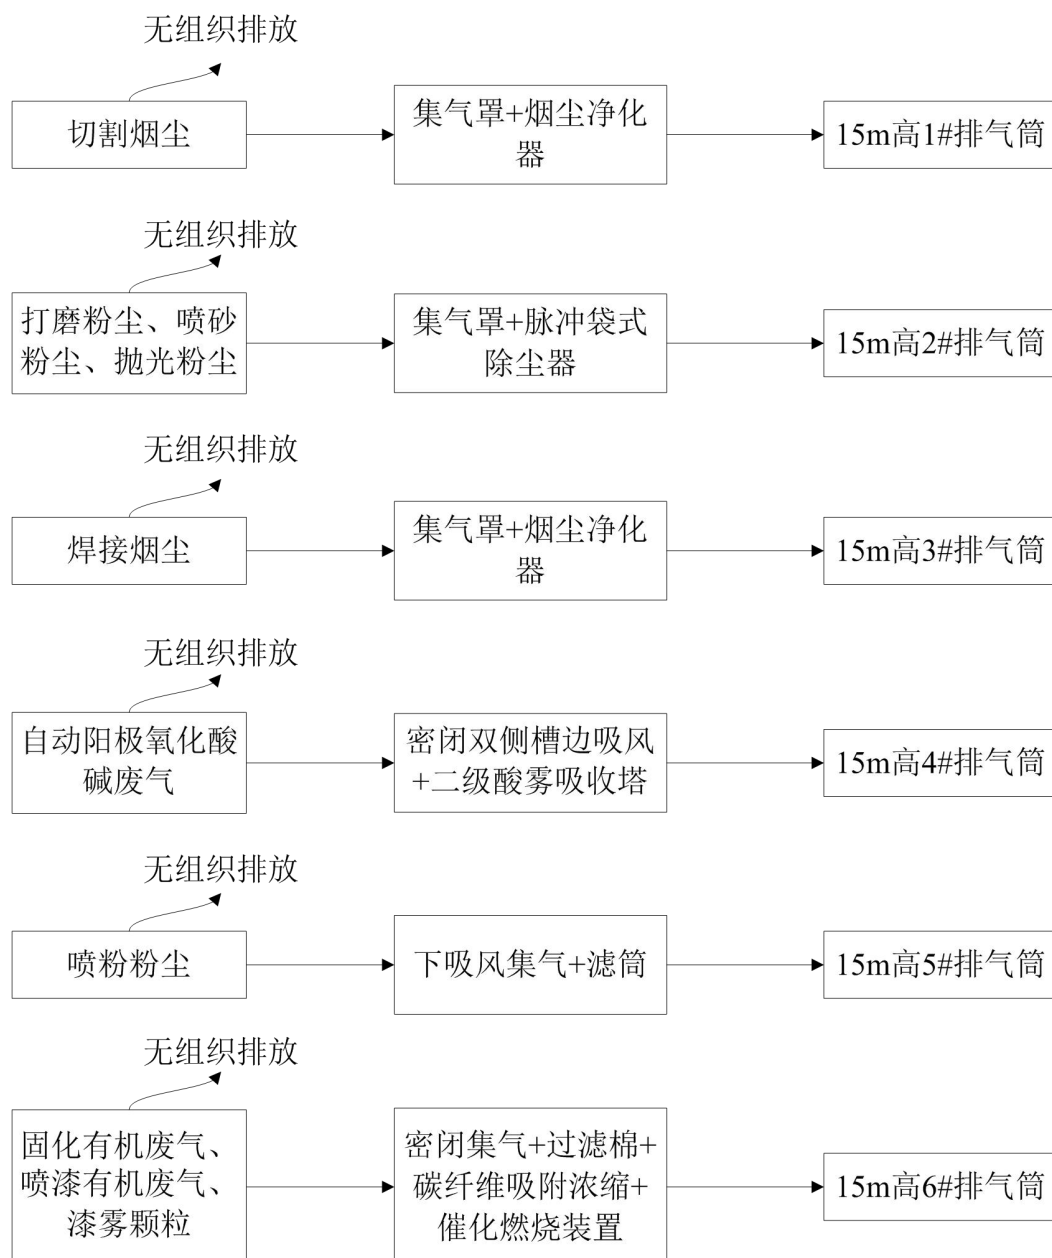 无组织排放
切割烟尘
集气罩+烟尘净化
器
15m高1#排气筒
无组织排放
打磨粉尘、喷砂
粉尘、抛光粉尘
集气罩+脉冲袋式
除尘器
15m高2#排气筒
无组织排放
焊接烟尘
集气罩+烟尘净化
器
15m高3#排气筒
无组织排放
自动阳极氧化酸
碱废气
密闭双侧槽边吸风
+二级酸雾吸收塔
15m高4#排气筒
无组织排放
喷粉粉尘
下吸风集气+滤筒
15m高5#排气筒
无组织排放
固化有机废气、
喷漆有机废气、
漆雾颗粒
密闭集气+过滤棉+
碳纤维吸附浓缩+
催化燃烧装置
15m高6#排气筒